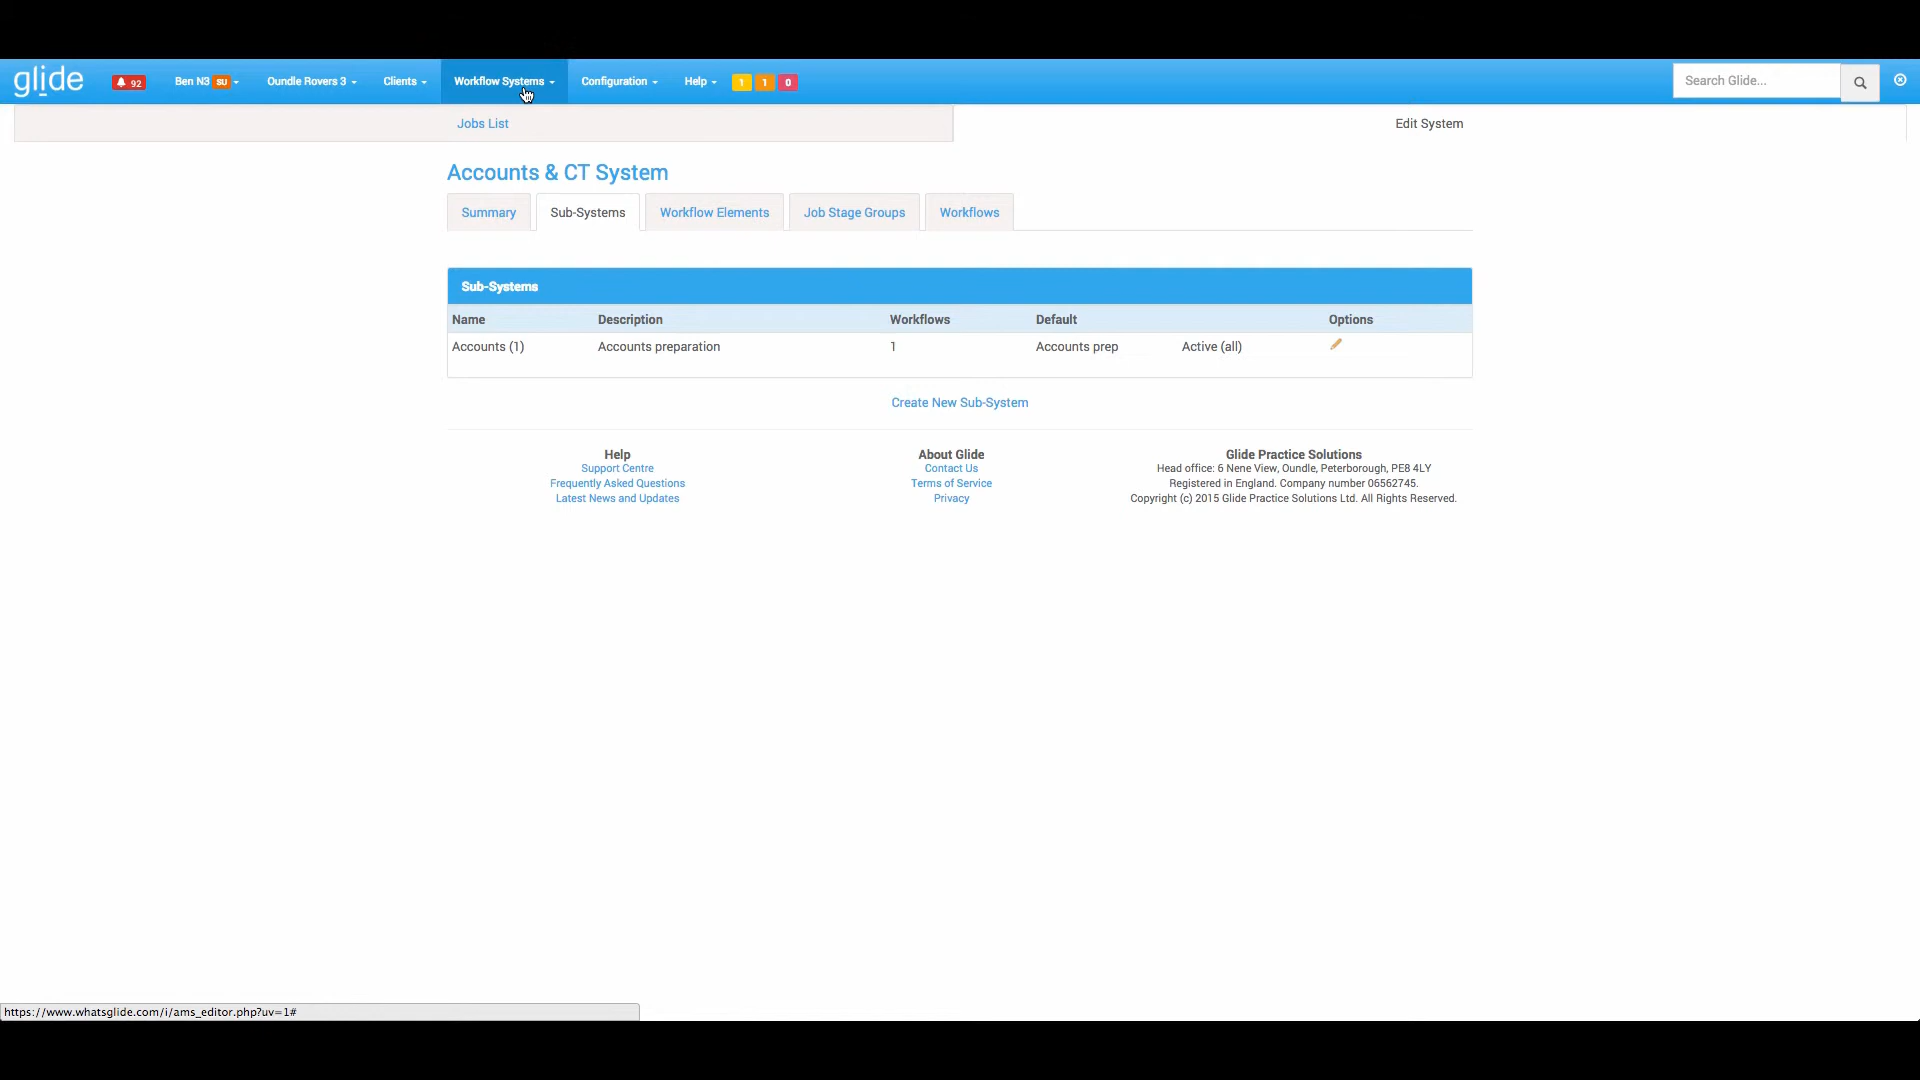 glide 92 Ben N3 SU Oundle Rovers 3 Clients Workflow Systems Configuration Help 1 1 0 Search Glide...
Jobs List Edit System
Accounts & CT System
Summary Sub-Systems Workflow Elements Job Stage Groups Workflows
Sub-Systems
Name Description Workflows Default Options
Accounts (1) Accounts preparation 1 Accounts prep Active (all)
Create New Sub-System
Help About Glide Glide Practice Solutions
Support Centre Contact Us Head office: 6 Nene View, Oundle, Peterborough, PE8 4LY
Frequently Asked Questions Terms of Service Registered in England. Company number 06562745.
Latest News and Updates Privacy Copyright (c) 2015 Glide Practice Solutions Ltd. All Rights Reserved.
https://www.whatsglide.com/i/ams_editor.php?uv=1#